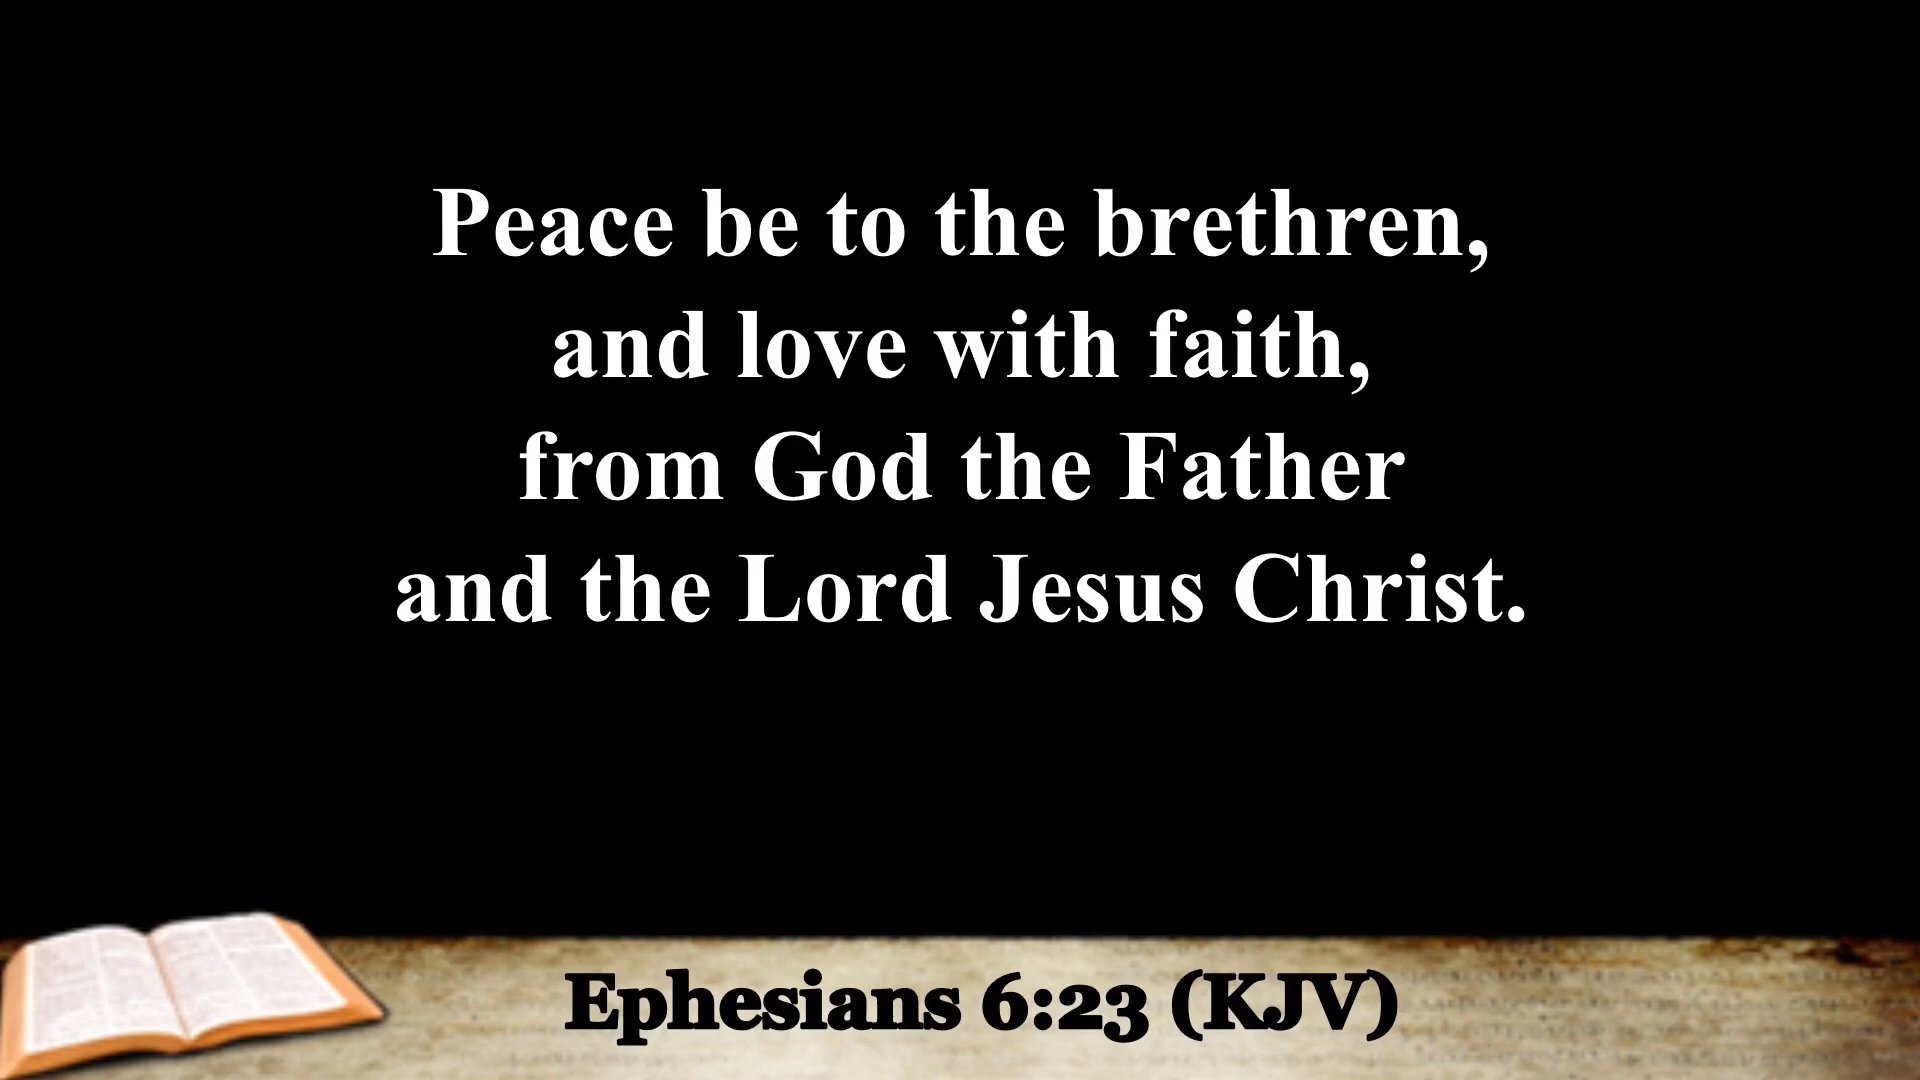 Peace be to the brethren,
and love with faith,
from God the Father
and the Lord Jesus Christ.
Ephesians 6:23 (KJV)